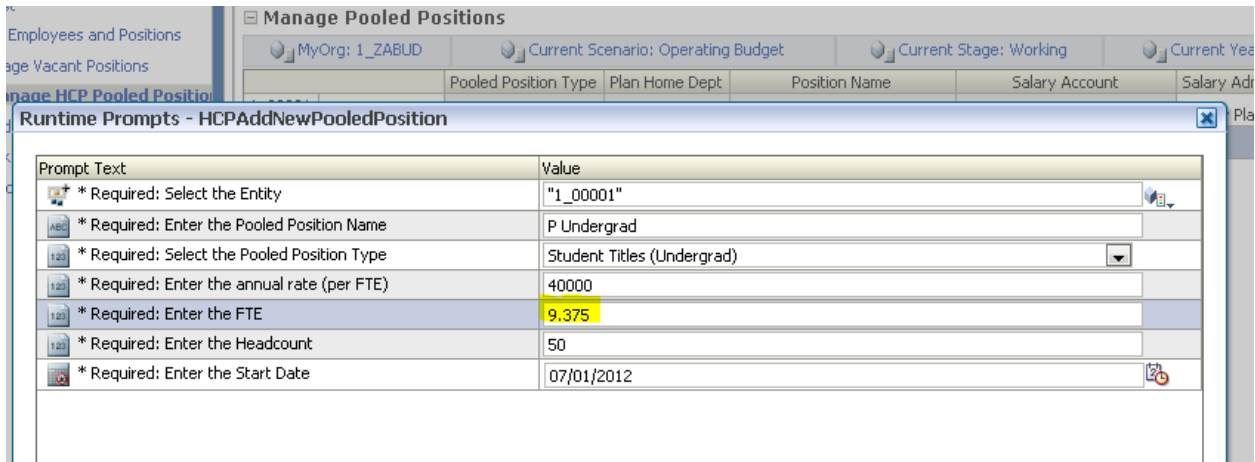 Manage Pooled Positions
Employees and Positions
MyOrg: 1_ZABUD Current Scenario: Operating Budget Current Stage: Working Current
age Vacant Positions
Pooled Position Type Plan Home Dept Position Name Salary Account Salary
anage HCP Pooled
Runtime Prompts - HCPAddNewPooledPosition
Prompt Text Value
* Required: Select the Entity "1_00001"
* Required: Enter the Pooled Position Name P Undergrad
* Required: Select the Pooled Position Type Student Titles (Undergrad)
* Required: Enter the annual rate (per FTE) 40000
* Required: Enter the FTE 9.375
* Required: Enter the Headcount 50
* Required: Enter the Start Date 07/01/2012